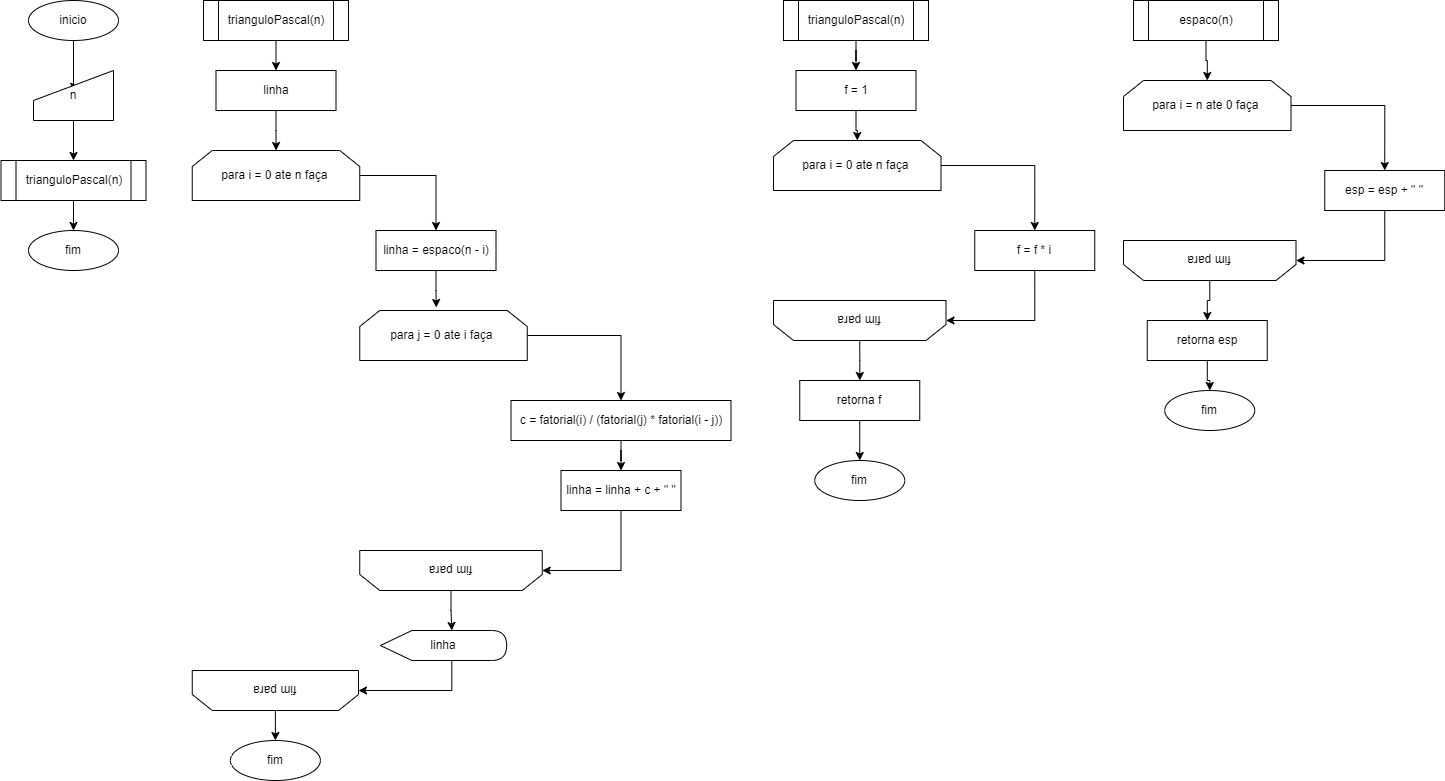 inicio
n
trianguloPascal(n)
fim
trianguloPascal(n)
linha
para i = 0 ate n faça
linha = espaco(n - i)
para j = 0 ate i faça
c = fatorial(i) / (fatorial(j) * fatorial(i - j))
linha = linha + c + " "
fim para
linha
fim para
fim
trianguloPascal(n)
f = 1
para i = 0 ate n faça
f = f * i
fim para
retorna f
fim
espaco(n)
para i = n ate 0 faça
esp = esp + " "
fim para
retorna esp
fim